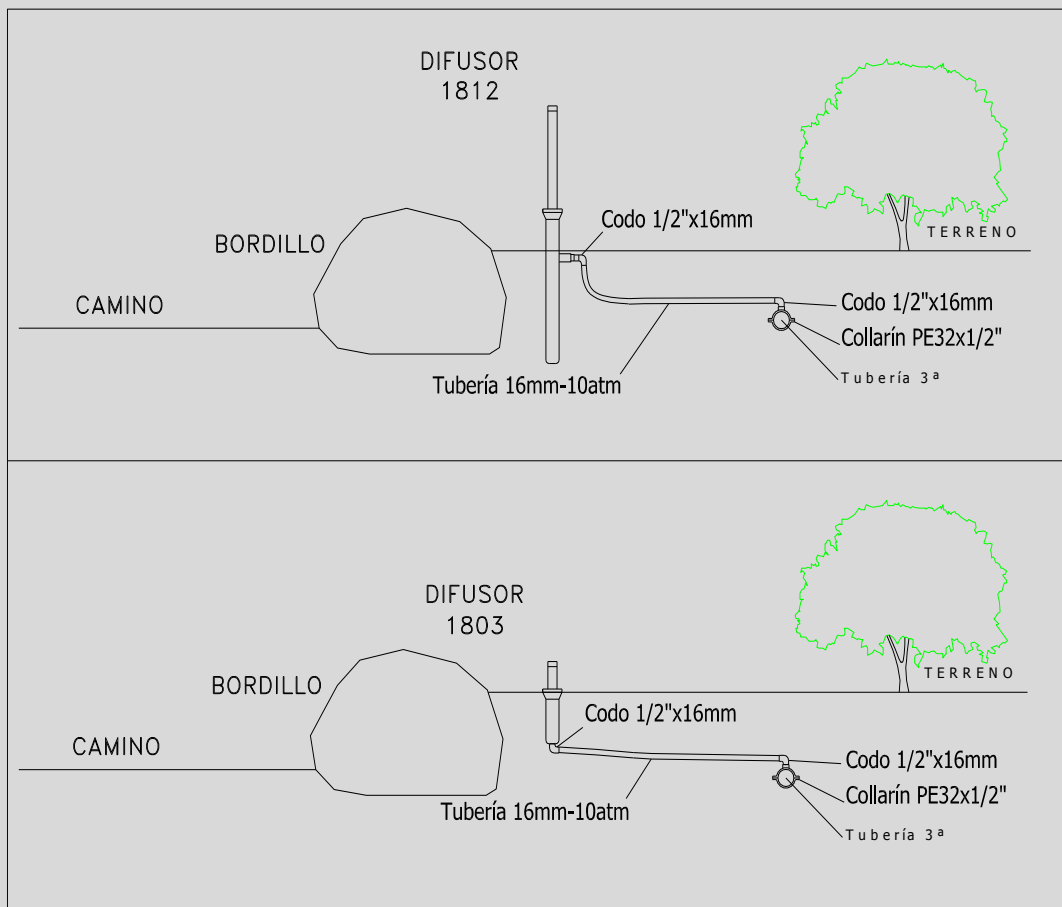 DIFUSOR
1812
Codo 1/2"x16mm
TERRENO
BORDILLO
CAMINO
Codo 1/2"x16mm
Collarín PE32x1/2"
Tubería 3ª
Tubería 16mm-10atm
DIFUSOR
1803
TERRENO
BORDILLO
Codo 1/2"x16mm
CAMINO
Codo 1/2"x16mm
Collarín PE32x1/2"
Tubería 16mm-10atm
Tubería 3ª